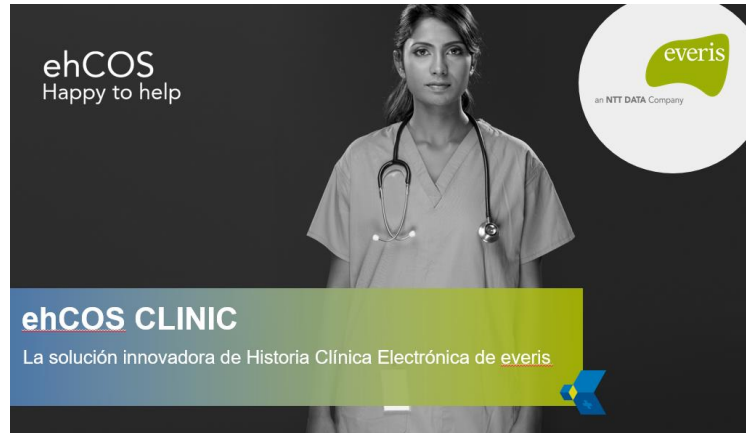 ehCOS
Happy to help
everis
an NTT DATA Company
ehCOS CLINIC
La solución innovadora de Historia Clínica Electrónica de everis